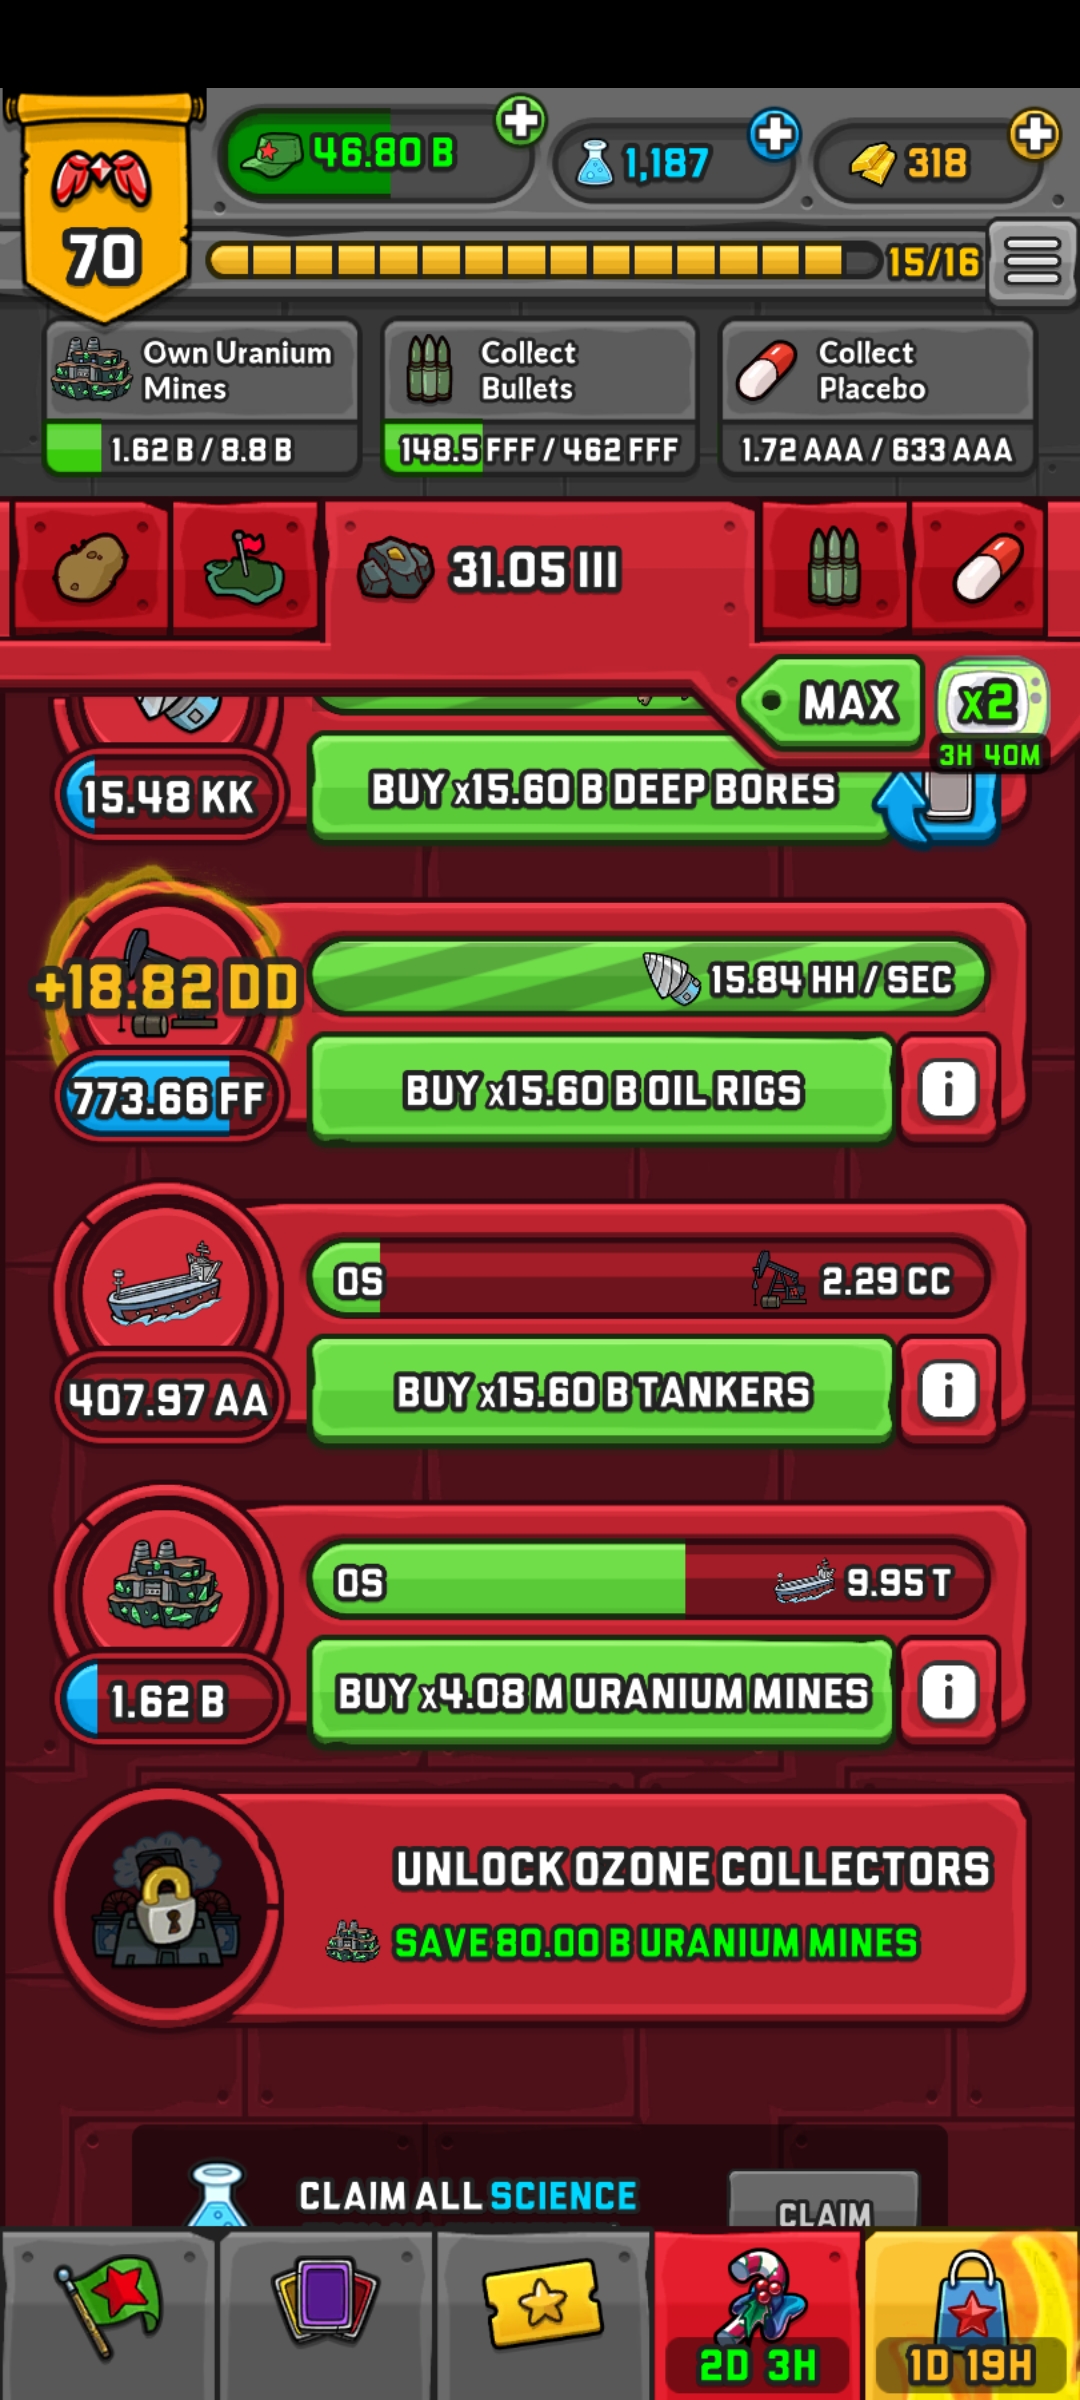 46.80 B
1,187
318
70
15/16
Own Uranium Mines
1.62 B / 8.8 B
Collect Bullets
148.5 FFF / 462 FFF
Collect Placebo
1.72 AAA / 633 AAA
31.05 III
MAX
x2
3H 40M
15.48 KK
BUY x15.60 B DEEP BORES
+18.82 DD
15.84 HH / SEC
773.66 FF
BUY x15.60 B OIL RIGS
i
0S
2.29 CC
407.97 AA
BUY x15.60 B TANKERS
i
0S
9.95 T
1.62 B
BUY x4.08 M URANIUM MINES
i
UNLOCK OZONE COLLECTORS
SAVE 80.00 B URANIUM MINES
CLAIM ALL SCIENCE
CLAIM
2D 3H
1D 19H